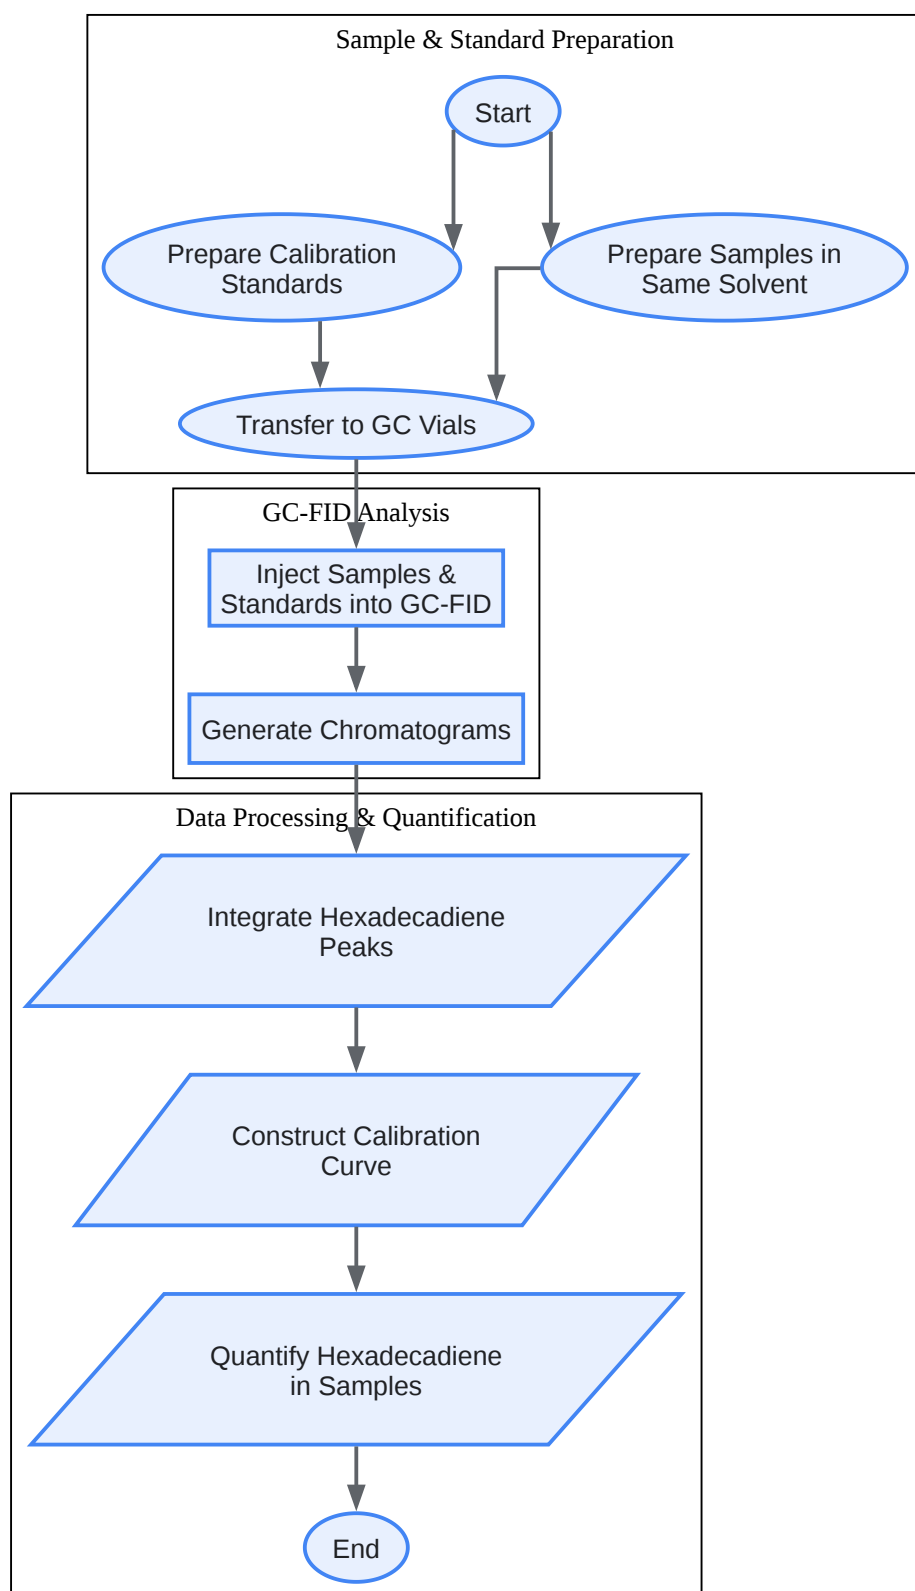 Sample & Standard Preparation
Start
Prepare Calibration
Standards
Prepare Samples in
Same Solvent
Transfer to GC Vials
GC-FID Analysis
Inject Samples &
Standards into GC-FID
Generate Chromatograms
Data Processing & Quantification
Integrate Hexadecadiene
Peaks
Construct Calibration
Curve
Quantify Hexadecadiene
in Samples
End